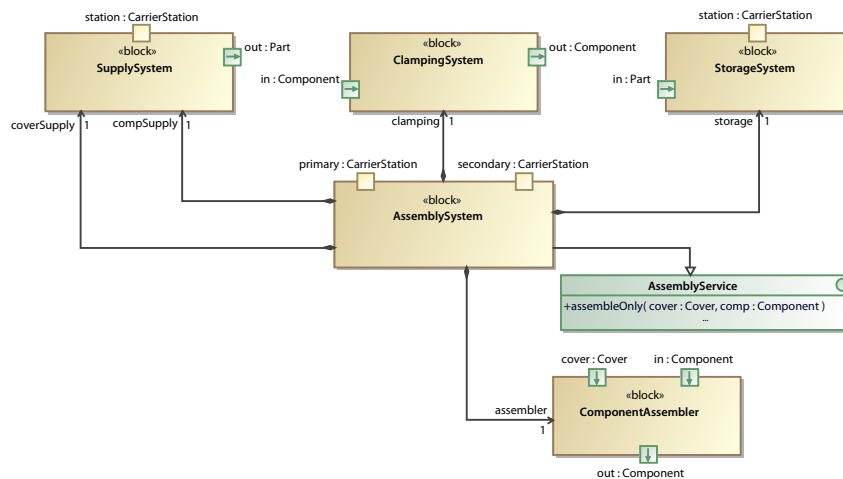 station : CarrierStation
«block»
SupplySystem
out : Part
coverSupply
1
compSupply
1
«block»
ClampingSystem
in : Component
out : Component
clamping
1
station : CarrierStation
«block»
StorageSystem
in : Part
storage
1
primary : CarrierStation
secondary : CarrierStation
«block»
AssemblySystem
AssemblyService
+assembleOnly( cover : Cover, comp : Component )
...
cover : Cover
in : Component
«block»
ComponentAssembler
assembler
1
out : Component